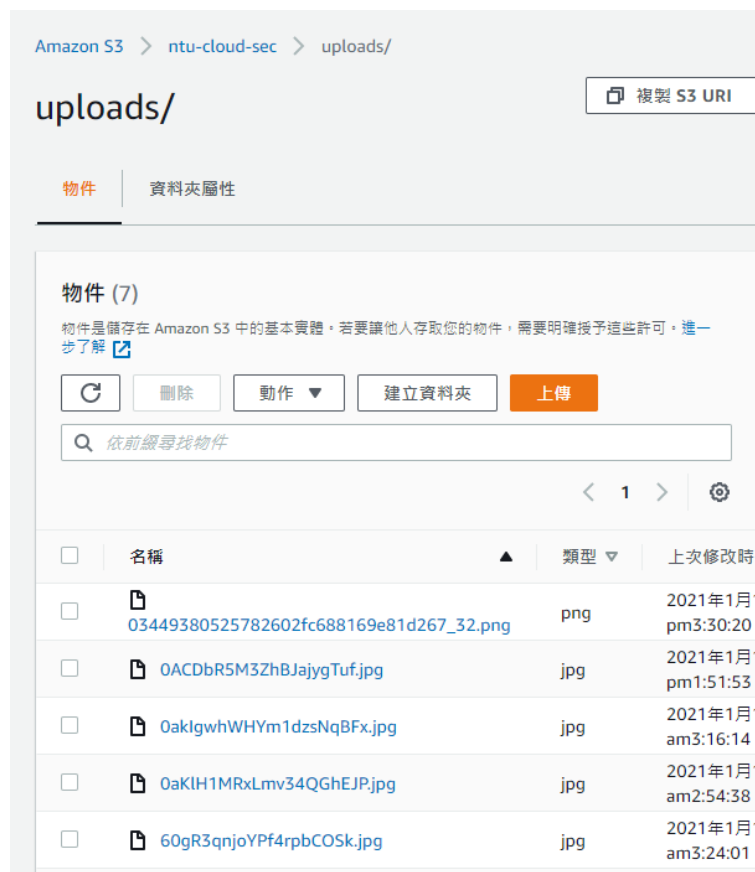 Amazon S3 > ntu-cloud-sec > uploads/
uploads/
複製 S3 URI
物件
資料夾屬性
物件 (7)
物件是儲存在 Amazon S3 中的基本實體。若要讓他人存取您的物件，需要明確授予這些許可。進一
步了解
刪除
動作
建立資料夾
上傳
依前綴尋找物件
1
名稱
類型
上次修改時
03449380525782602fc688169e81d267_32.png
png
2021年1月
pm3:30:20
0ACDbR5M3ZhBJajygTuf.jpg
jpg
2021年1月
pm1:51:53
0akIgwhWHYm1dzsNqBFx.jpg
jpg
2021年1月
am3:16:14
0aKlH1MRxLmv34QGhEJP.jpg
jpg
2021年1月
am2:54:38
60gR3qnjoYPf4rpbCOSk.jpg
jpg
2021年1月
am3:24:01